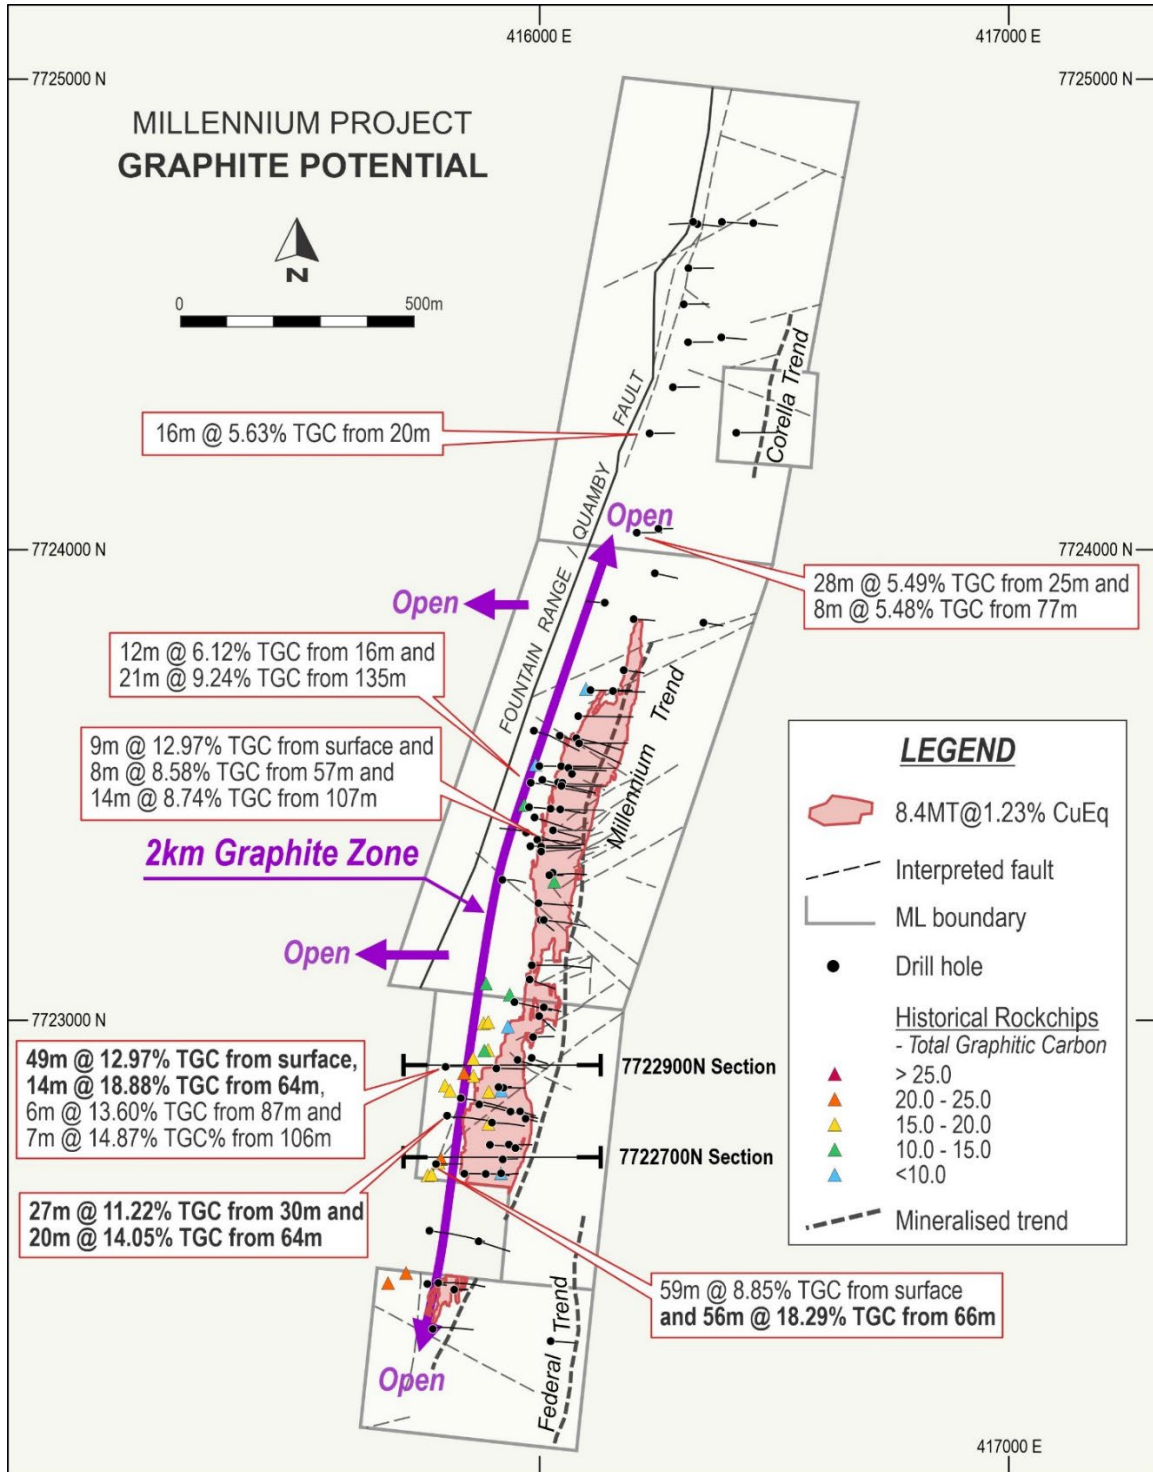 416000 E
417000 E
7725000 N
7725000 N
MILLENNIUM PROJECT
GRAPHITE POTENTIAL
N
0
500m
Corella Trend
16m @ 5.63% TGC from 20m
FOUNTAIN RANGE / QUAMBY FAULT
Open
7724000 N
7724000 N
28m @ 5.49% TGC from 25m and
8m @ 5.48% TGC from 77m
Open
12m @ 6.12% TGC from 16m and
21m @ 9.24% TGC from 135m
Millennium Trend
9m @ 12.97% TGC from surface and
8m @ 8.58% TGC from 57m and
14m @ 8.74% TGC from 107m
2km Graphite Zone
Open
LEGEND
8.4MT@1.23% CuEq
Interpreted fault
ML boundary
Drill hole
Historical Rockchips
- Total Graphitic Carbon
> 25.0
20.0 - 25.0
15.0 - 20.0
10.0 - 15.0
<10.0
Mineralised trend
7723000 N
49m @ 12.97% TGC from surface,
14m @ 18.88% TGC from 64m,
6m @ 13.60% TGC from 87m and
7m @ 14.87% TGC% from 106m
7722900N Section
7722700N Section
27m @ 11.22% TGC from 30m and
20m @ 14.05% TGC from 64m
59m @ 8.85% TGC from surface
and 56m @ 18.29% TGC from 66m
Federal Trend
Open
417000 E